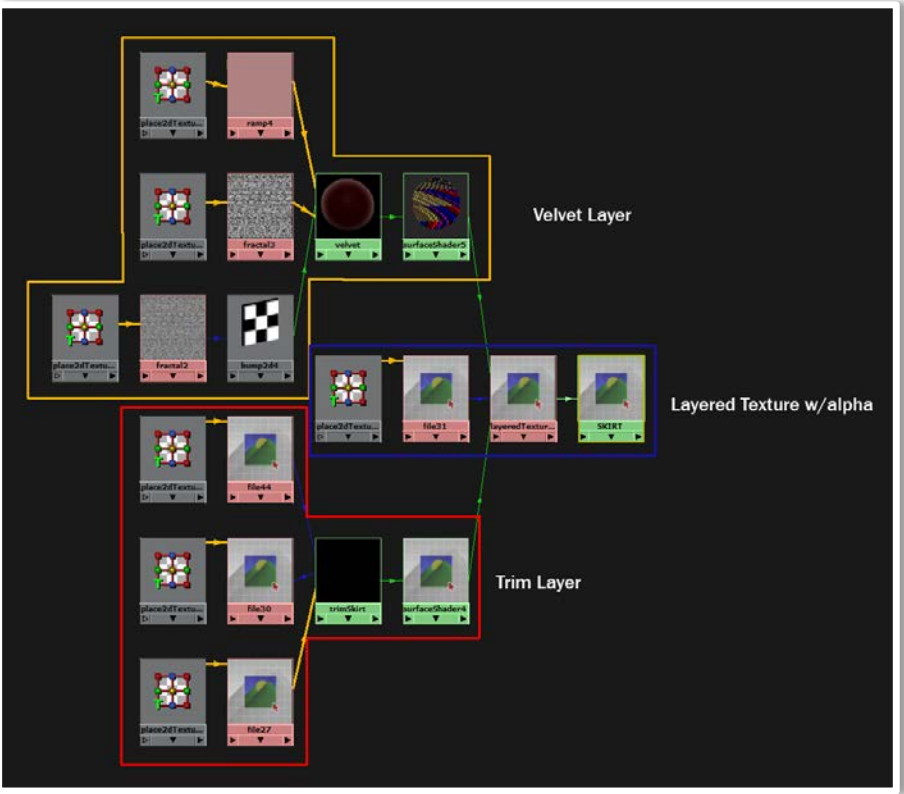 place2dTextu...
ramp4
place2dTextu...
fractal3
velvet
surfaceShader5
Velvet Layer
place2dTextu...
fractal2
bump2d4
place2dTextu...
file31
layeredTextur...
SKIRT
Layered Texture w/alpha
place2dTextu...
file44
place2dTextu...
file30
trimSkirt
surfaceShader4
Trim Layer
place2dTextu...
file27